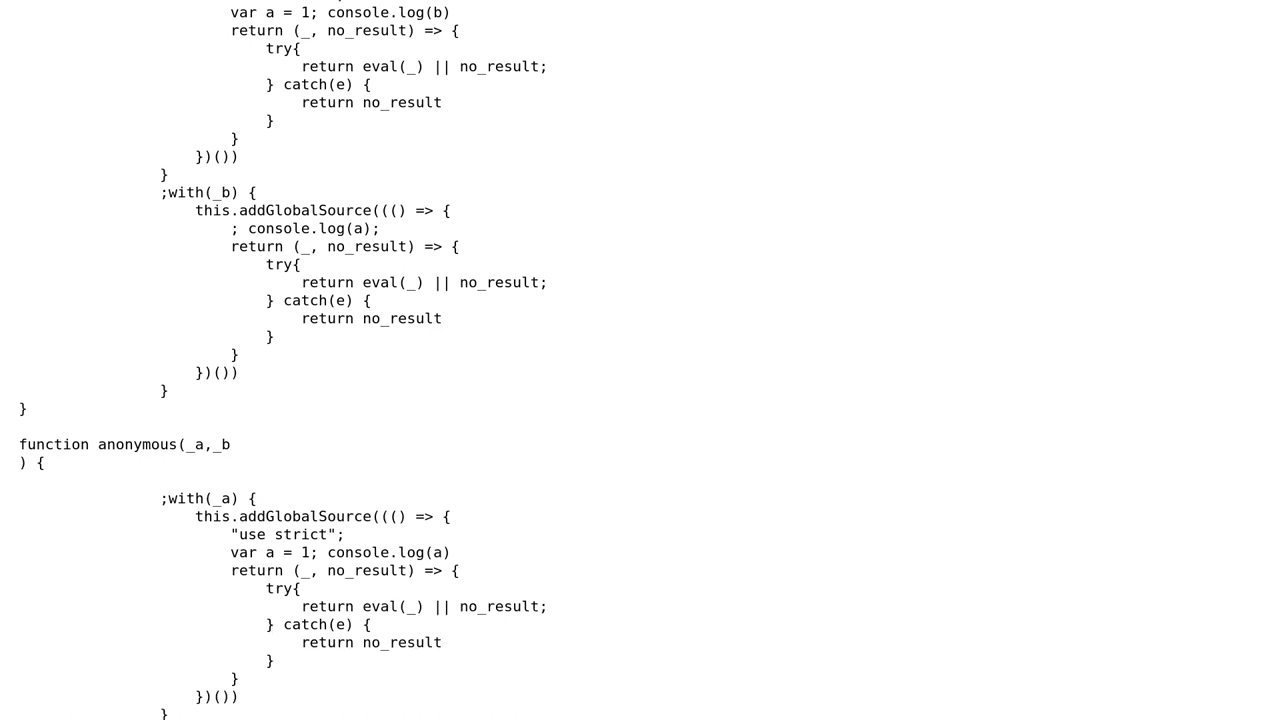 var a = 1; console.log(b)
return (_, no_result) => {
try{
return eval(_) || no_result;
} catch(e) {
return no_result
}
}
})())
}
;with(_b) {
this.addGlobalSource((() => {
; console.log(a);
return (_, no_result) => {
try{
return eval(_) || no_result;
} catch(e) {
return no_result
}
}
})())
}
}
function anonymous(_a,_b
) {
;with(_a) {
this.addGlobalSource((() => {
"use strict";
var a = 1; console.log(a)
return (_, no_result) => {
try{
return eval(_) || no_result;
} catch(e) {
return no_result
}
}
})())
}